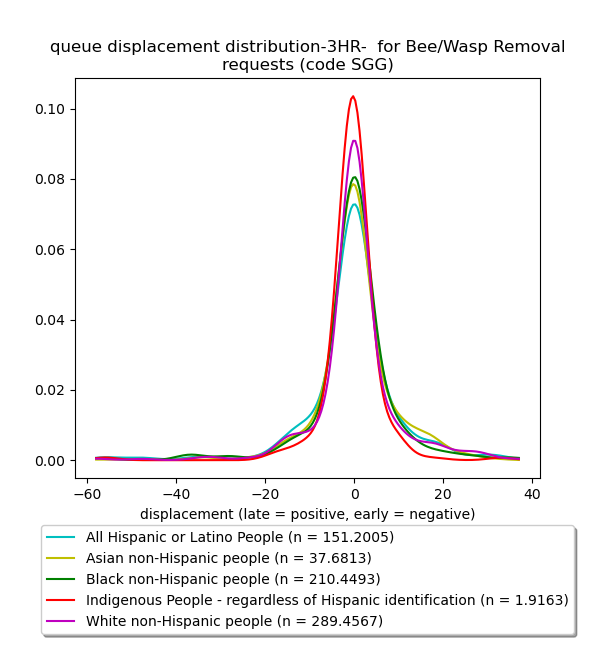 queue displacement distribution-3HR-  for Bee/Wasp Removal
requests (code SGG)
0.10
0.08
0.06
0.04
0.02
0.00
−60 −40 −20 0 20 40
displacement (late = positive, early = negative)
All Hispanic or Latino People (n = 151.2005)
Asian non-Hispanic people (n = 37.6813)
Black non-Hispanic people (n = 210.4493)
Indigenous People - regardless of Hispanic identification (n = 1.9163)
White non-Hispanic people (n = 289.4567)